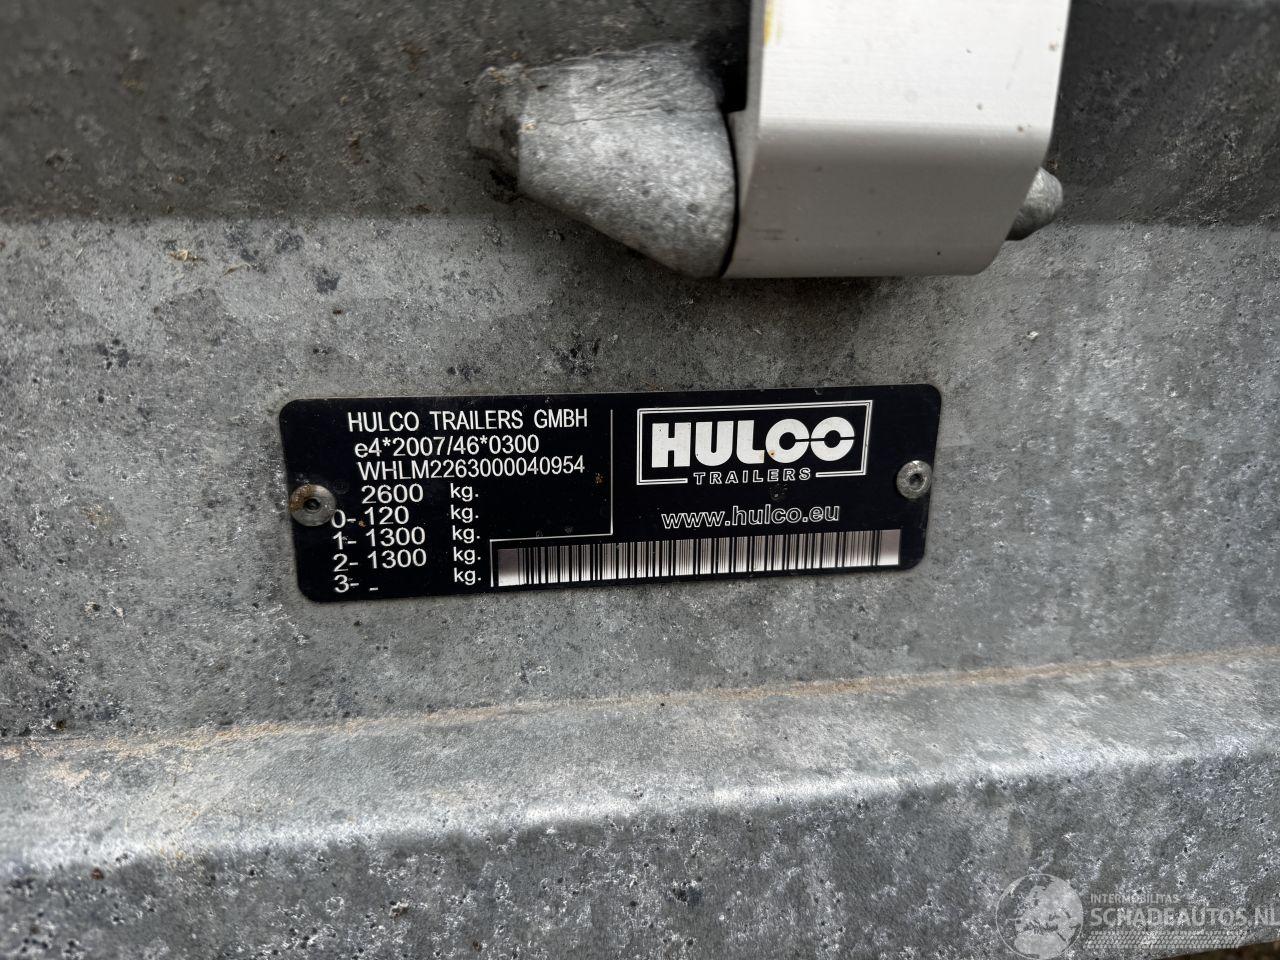 HULCO TRAILERS GMBH
e4*2007/46*0300
WHLM2263000040954
2600 kg.
0- 120 kg.
1- 1300 kg.
2- 1300 kg.
3- - kg.
HULCO
TRAILERS
www.hulco.eu
INTERMOBILITAS
SCHADEAUTOS.NL